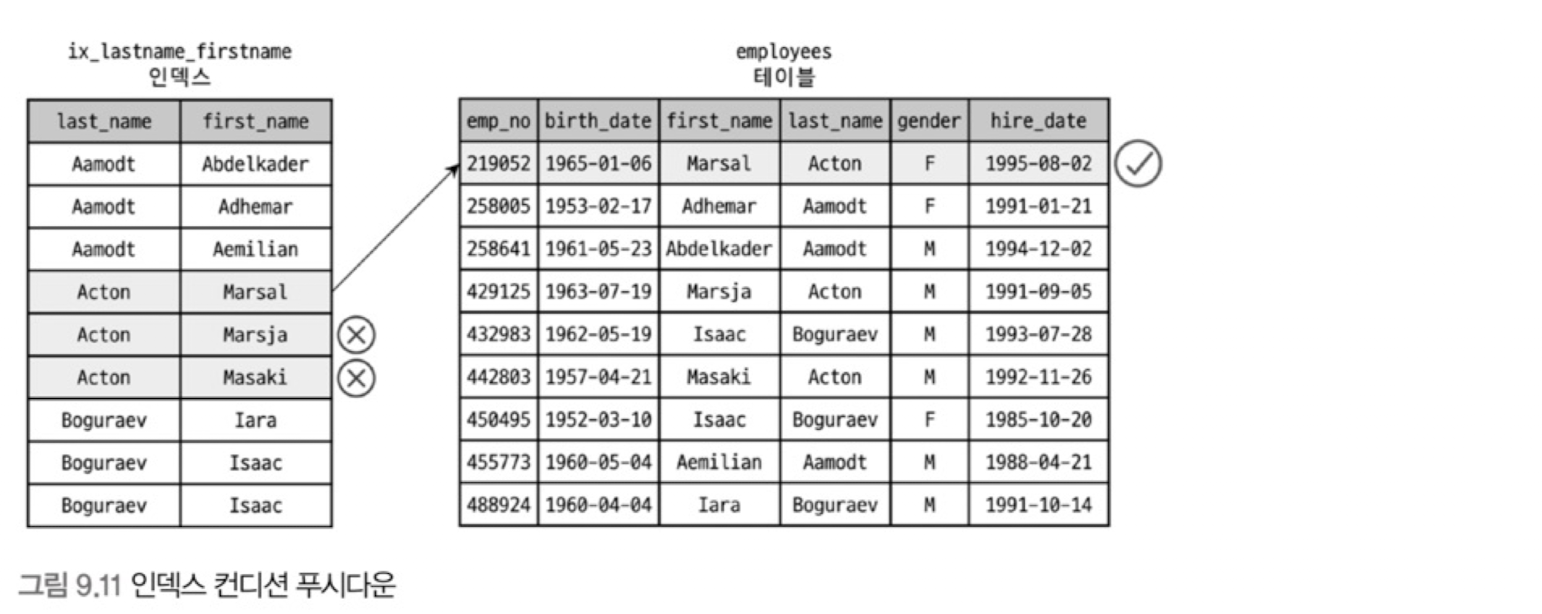 ix_lastname_firstname
인덱스
last_name first_name
Aamodt Abdelkader
Aamodt Adhemar
Aamodt Aemilian
Acton Marsal
Acton Marsja
Acton Masaki
Boguraev Iara
Boguraev Isaac
Boguraev Isaac
employees
테이블
emp_no birth_date first_name last_name gender hire_date
219052 1965-01-06 Marsal Acton F 1995-08-02
258005 1953-02-17 Adhemar Aamodt F 1991-01-21
258641 1961-05-23 Abdelkader Aamodt M 1994-12-02
429125 1963-07-19 Marsja Acton M 1991-09-05
432983 1962-05-19 Isaac Boguraev M 1993-07-28
442803 1957-04-21 Masaki Acton M 1992-11-26
450495 1952-03-10 Isaac Boguraev F 1985-10-20
455773 1960-05-04 Aemilian Aamodt M 1988-04-21
488924 1960-04-04 Iara Boguraev M 1991-10-14
그림 9.11 인덱스 컨디션 푸시다운